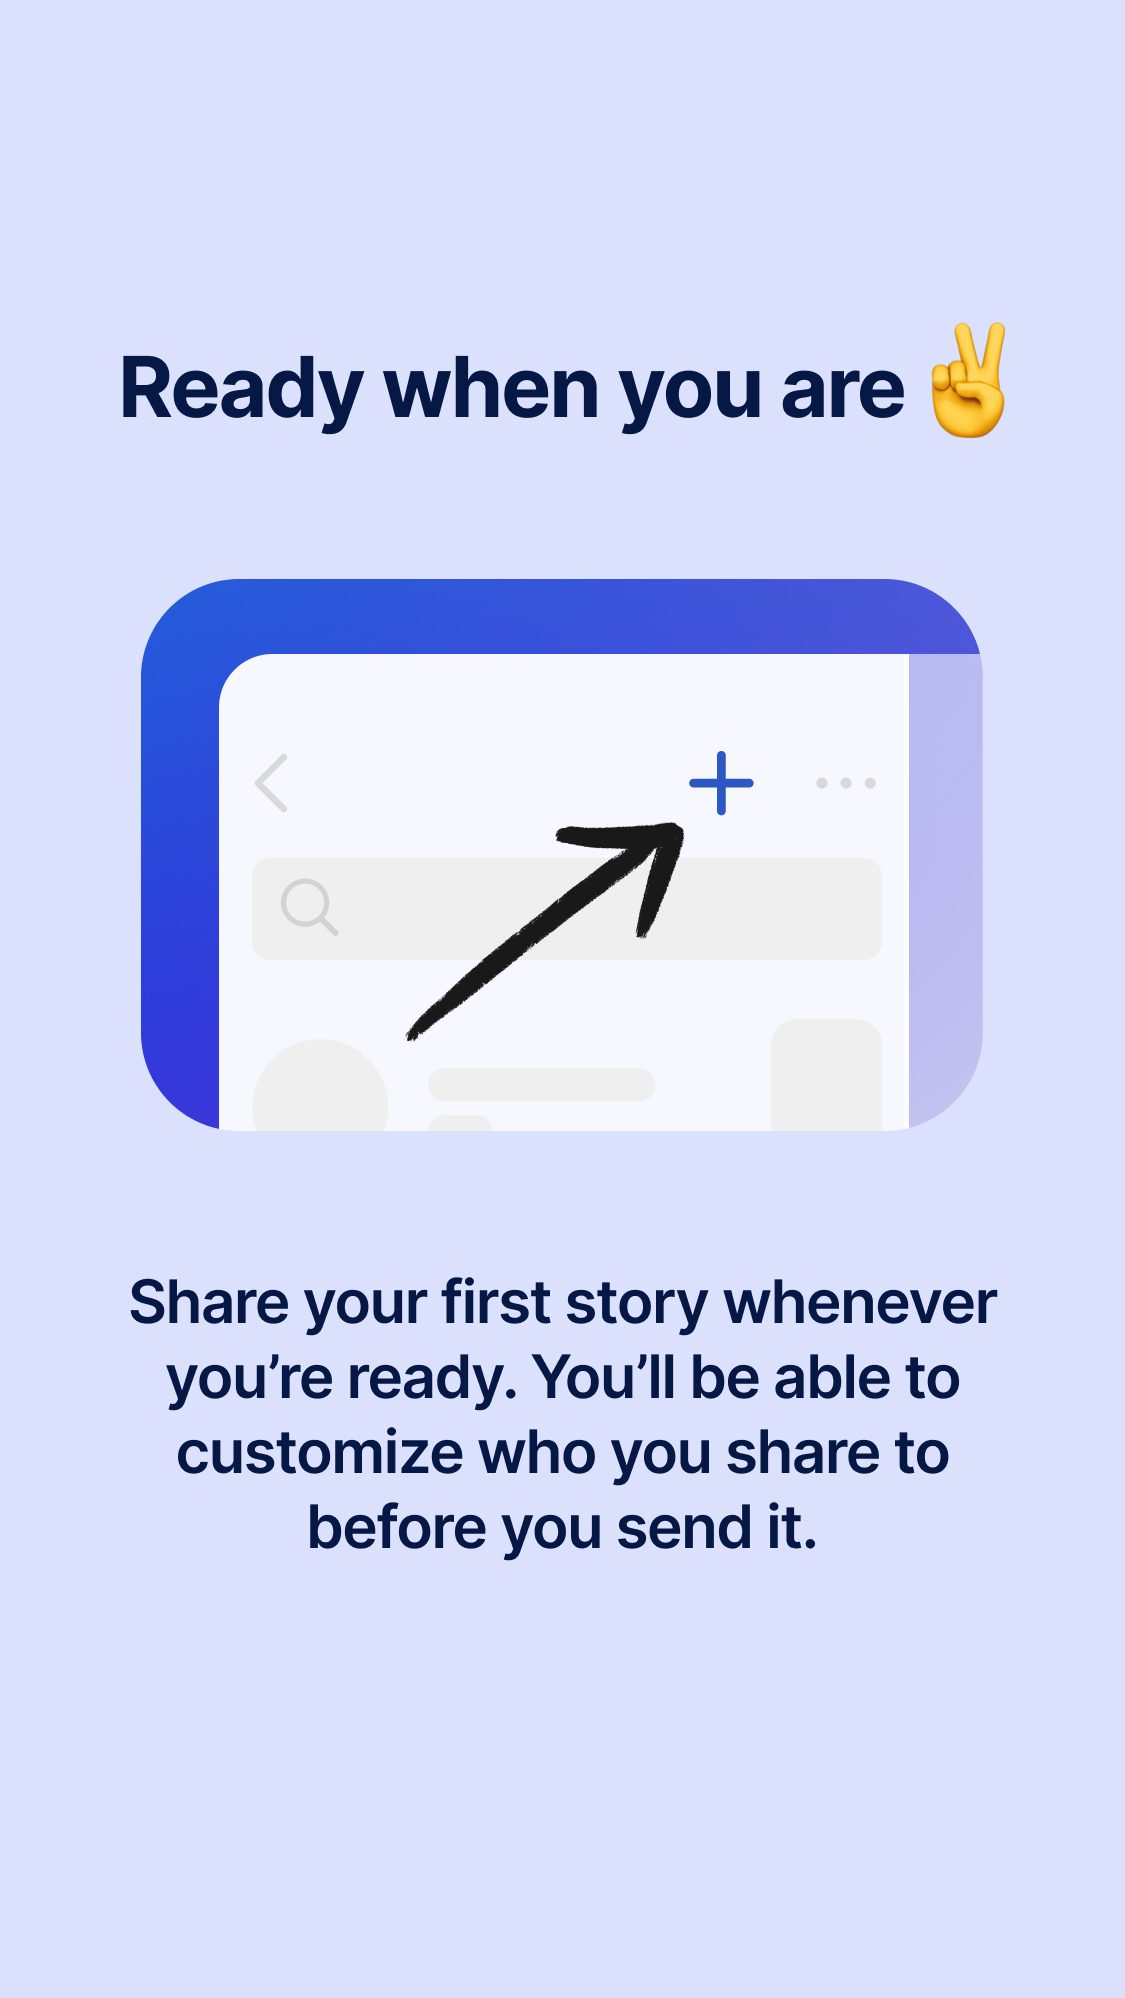 Ready when you are ✌️
Share your first story whenever
you’re ready. You’ll be able to
customize who you share to
before you send it.